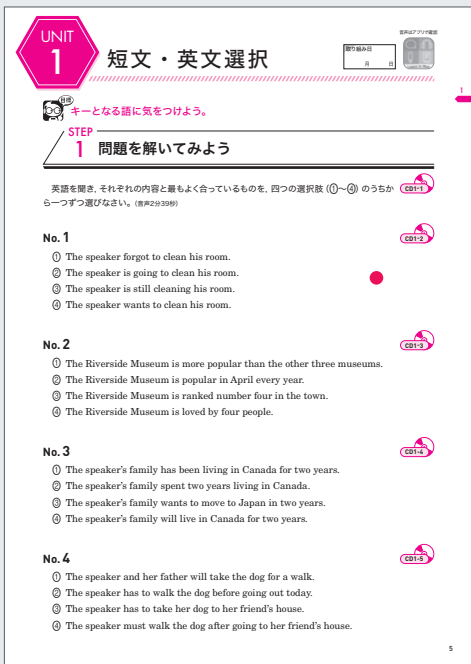 UNIT
1
短文・英文選択
音声はアプリで確認
取り組み日
月 日
1
目標
キーとなる語に気をつけよう。
STEP
1 問題を解いてみよう
英語を聞き，それぞれの内容と最もよく合っているものを，四つの選択肢（①～④）のうちか
ら一つずつ選びなさい。（音声2分39秒）
CD1-1
No. 1
CD1-2
① The speaker forgot to clean his room.
② The speaker is going to clean his room.
③ The speaker is still cleaning his room.
④ The speaker wants to clean his room.
No. 2
CD1-3
① The Riverside Museum is more popular than the other three museums.
② The Riverside Museum is popular in April every year.
③ The Riverside Museum is ranked number four in the town.
④ The Riverside Museum is loved by four people.
No. 3
CD1-4
① The speaker's family has been living in Canada for two years.
② The speaker's family spent two years living in Canada.
③ The speaker's family wants to move to Japan in two years.
④ The speaker's family will live in Canada for two years.
No. 4
CD1-5
① The speaker and her father will take the dog for a walk.
② The speaker has to walk the dog before going out today.
③ The speaker has to take her dog to her friend's house.
④ The speaker must walk the dog after going to her friend's house.
5